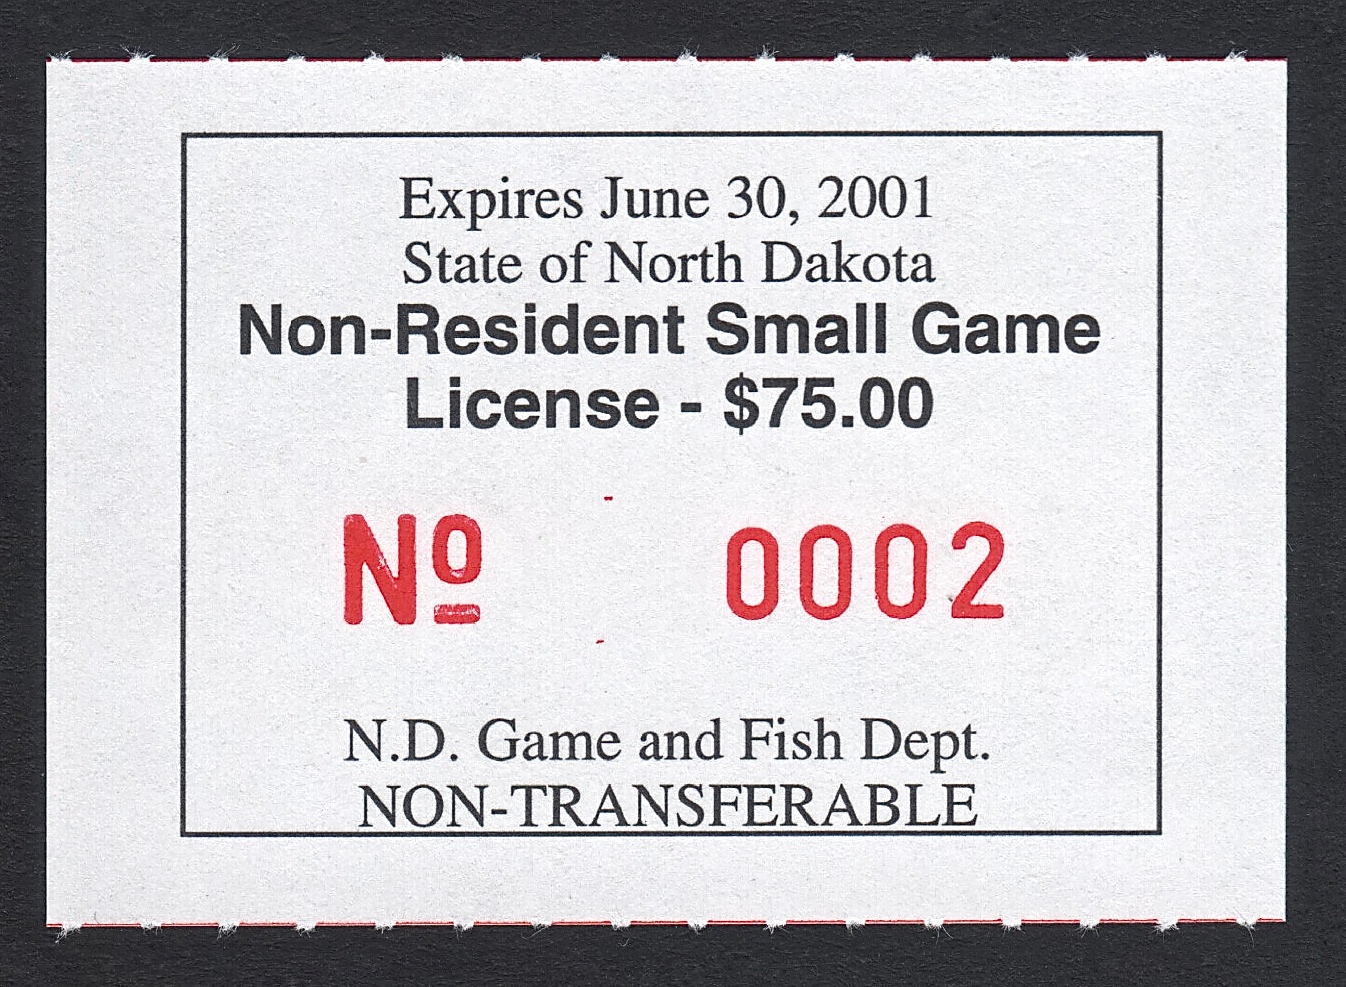 Expires June 30, 2001
State of North Dakota
Non-Resident Small Game
License - $75.00
Nº 0002
N.D. Game and Fish Dept.
NON-TRANSFERABLE